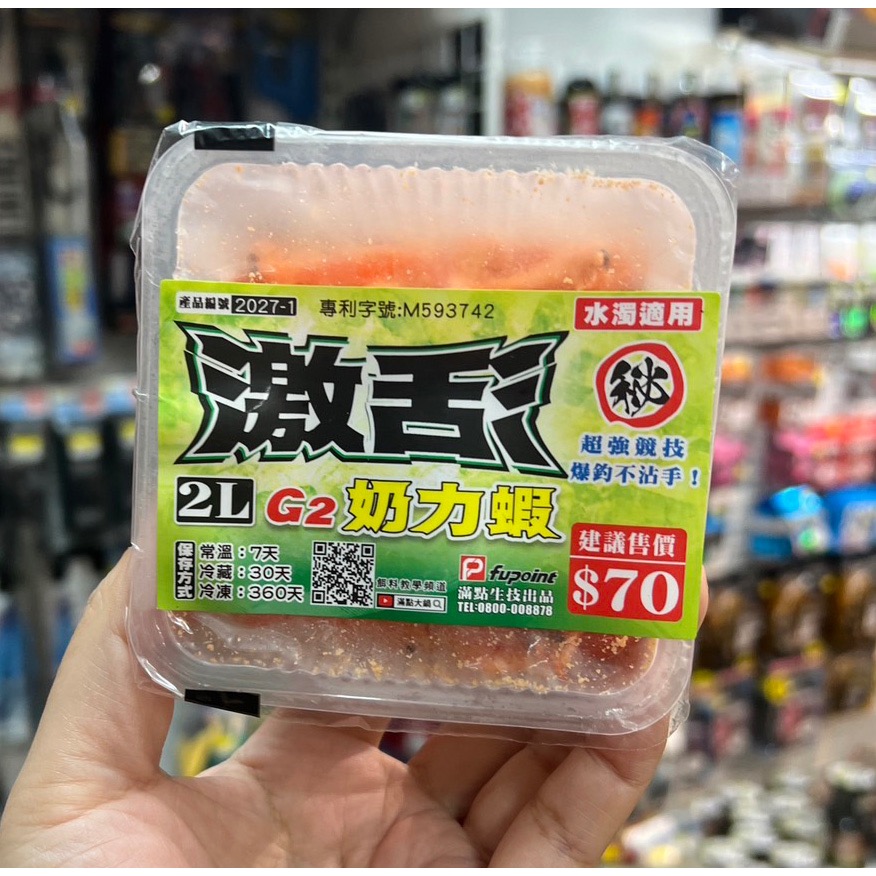 產品編號 2027-1 專利字號:M593742
水濁適用
激舌
秘
超強競技
爆釣不沾手!
2L G2 奶力蝦
保存方式
常溫:7天
冷藏:30天
冷凍:360天
餌料教學頻道
滿點大鍋
fupoint
滿點生技出品
TEL:0800-008878
建議售價
$70